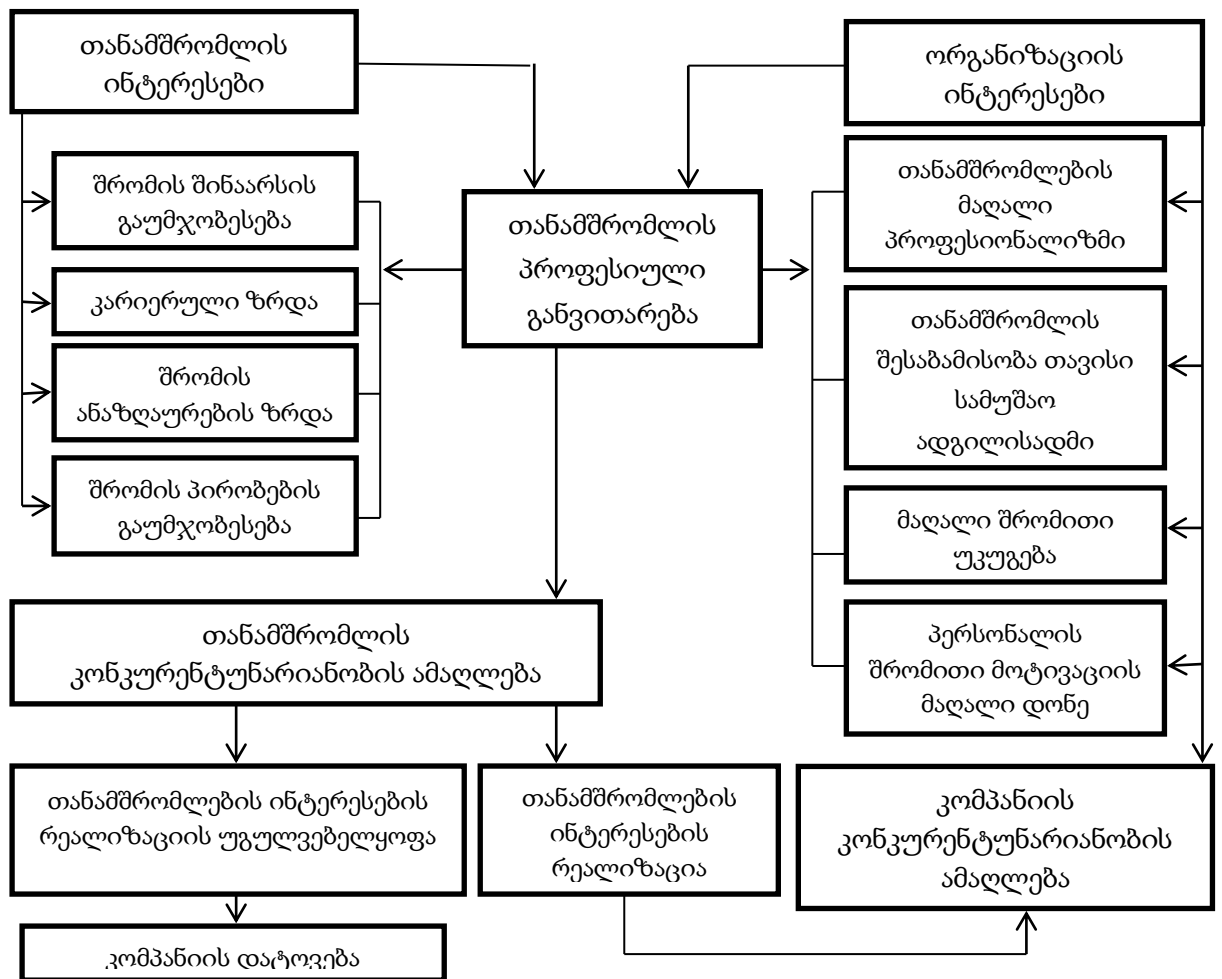 თანამშრომლის
ინტერესები
ორგანიზაციის
ინტერესები
შრომის შინაარსის
გაუმჯობესება
კარიერული ზრდა
შრომის
ანაზღაურების ზრდა
შრომის პირობების
გაუმჯობესება
თანამშრომლის
პროფესიული
განვითარება
თანამშრომლების
მაღალი
პროფესიონალიზმი
თანამშრომლის
შესაბამისობა თავისი
სამუშაო
ადგილისადმი
მაღალი შრომითი
უკუგება
პერსონალის
შრომითი მოტივაციის
მაღალი დონე
თანამშრომლის
კონკურენტუნარიანობის ამაღლება
თანამშრომლების ინტერესების
რეალიზაციის უგულვებელყოფა
თანამშრომლების
ინტერესების
რეალიზაცია
კომპანიის
კონკურენტუნარიანობის
ამაღლება
კომპანიის დატოვება